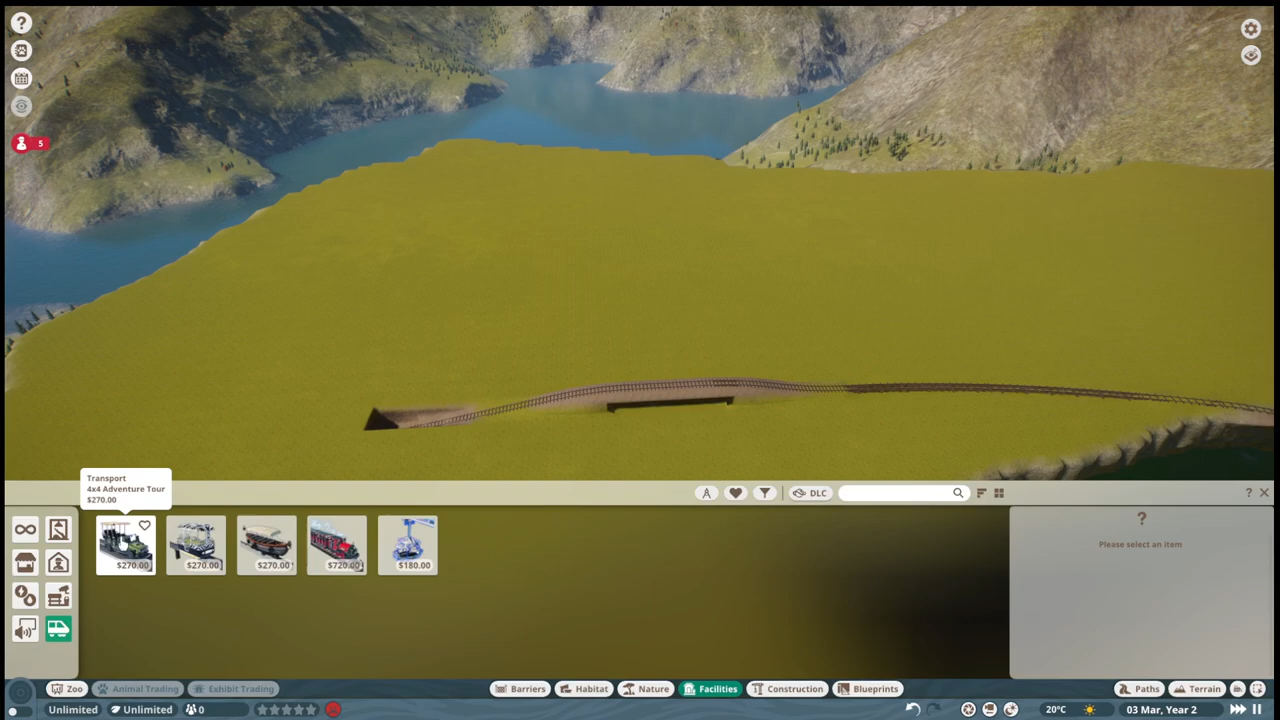 ?
5
Transport
4x4 Adventure Tour
$270.00
DLC
?
$270.00
$270.00
$270.00
$720.00
$180.00
?
Please select an item
Zoo
Animal Trading
Exhibit Trading
Barriers
Habitat
Nature
Facilities
Construction
Blueprints
Paths
Terrain
Unlimited
Unlimited
0
20°C
03 Mar, Year 2